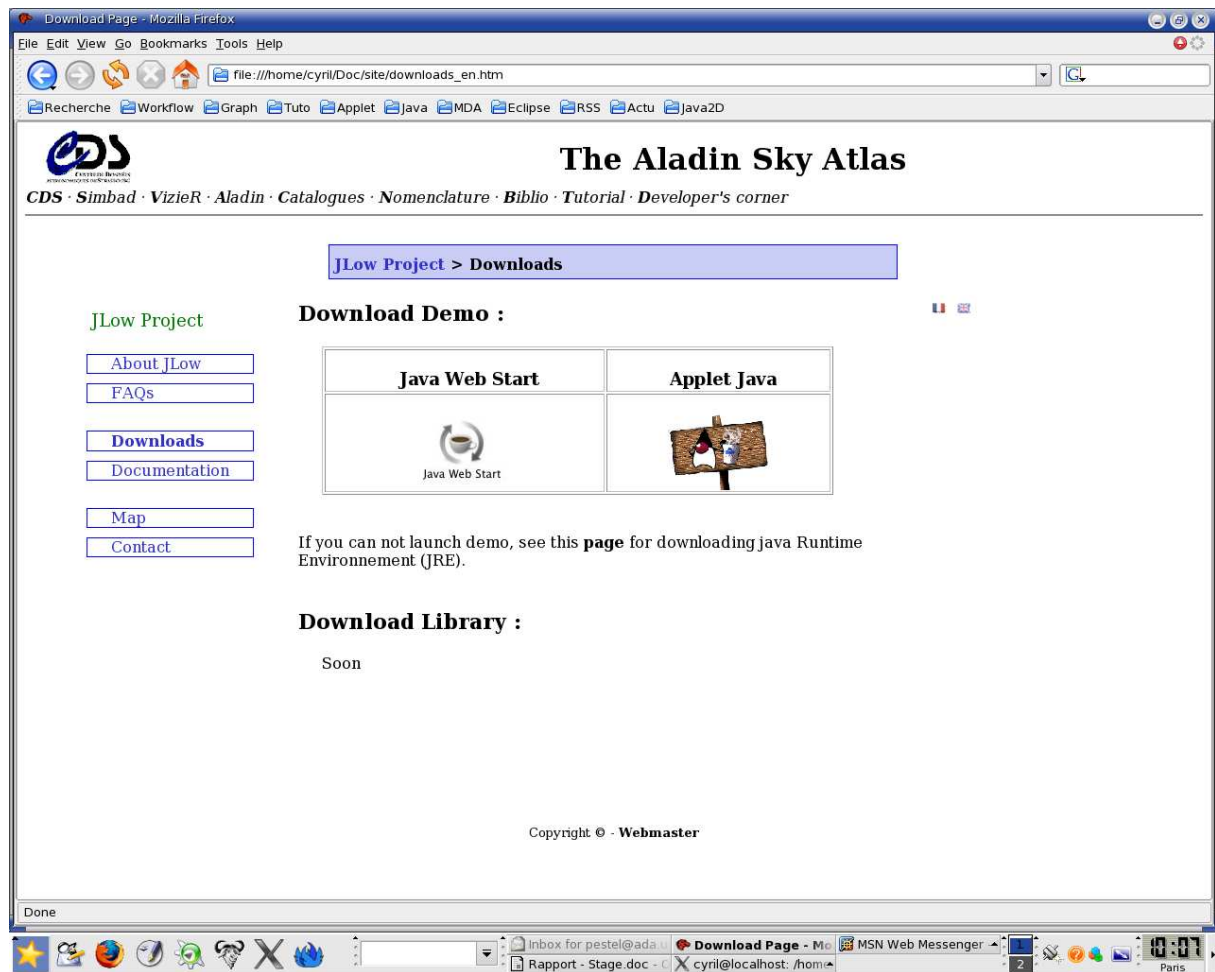 Download Page - Mozilla Firefox
File Edit View Go Bookmarks Tools Help
file:///home/cyril/Doc/site/downloads_en.htm
G
Recherche Workflow Graph Tuto Applet Java MDA Eclipse RSS Actu Java2D
CDS
The Aladin Sky Atlas
CDS · Simbad · VizieR · Aladin · Catalogues · Nomenclature · Biblio · Tutorial · Developer's corner
JLow Project > Downloads
JLow Project
About JLow
FAQs
Downloads
Documentation
Map
Contact
Download Demo :
Java Web Start Applet Java
Java Web Start
If you can not launch demo, see this page for downloading java Runtime
Environnement (JRE).
Download Library :
Soon
Copyright © - Webmaster
Done
Inbox for pestel@ada.u Download Page - Mo MSN Web Messenger
Rapport - Stage.doc - cyril@localhost: /home
1
2
10:07
Paris